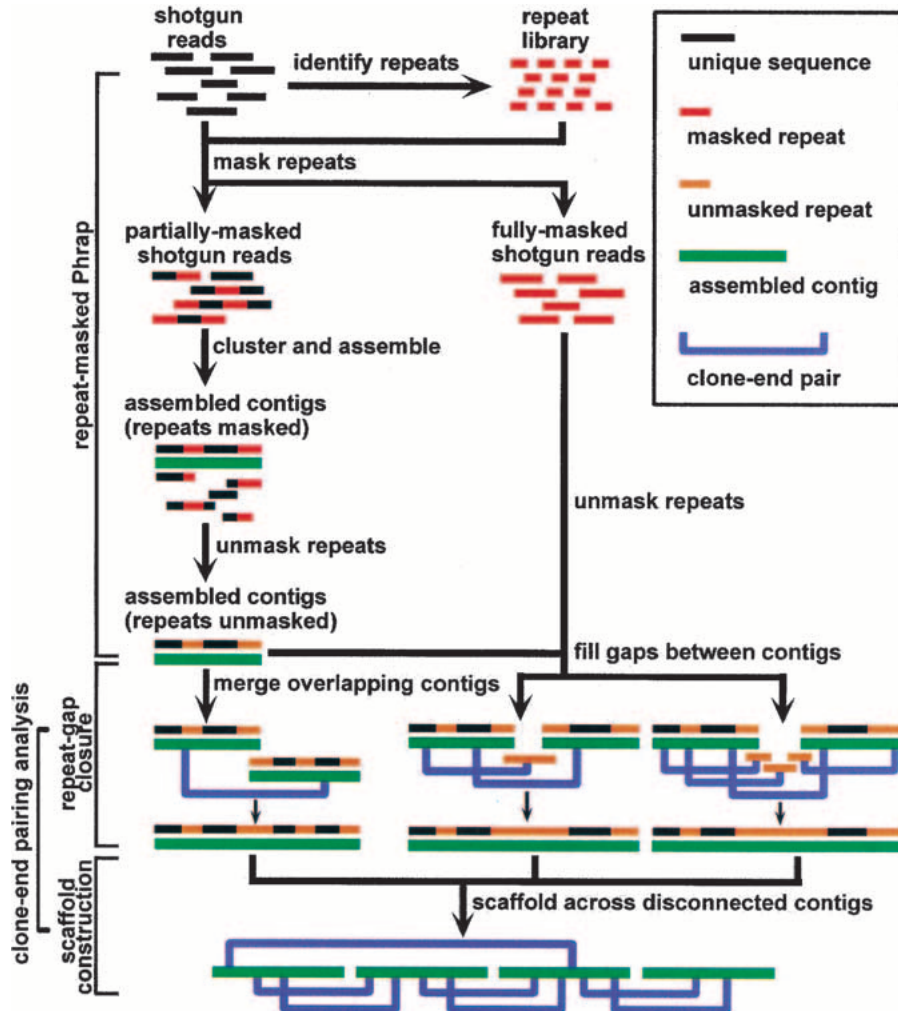 shotgun
reads
identify repeats
repeat
library
mask repeats
partially-masked
shotgun reads
fully-masked
shotgun reads
cluster and assemble
assembled contigs
(repeats masked)
unmask repeats
unmask repeats
assembled contigs
(repeats unmasked)
fill gaps between contigs
merge overlapping contigs
scaffold across disconnected contigs
repeat-masked Phrap
clone-end pairing analysis
repeat-gap
closure
scaffold
construction
unique sequence
masked repeat
unmasked repeat
assembled contig
clone-end pair